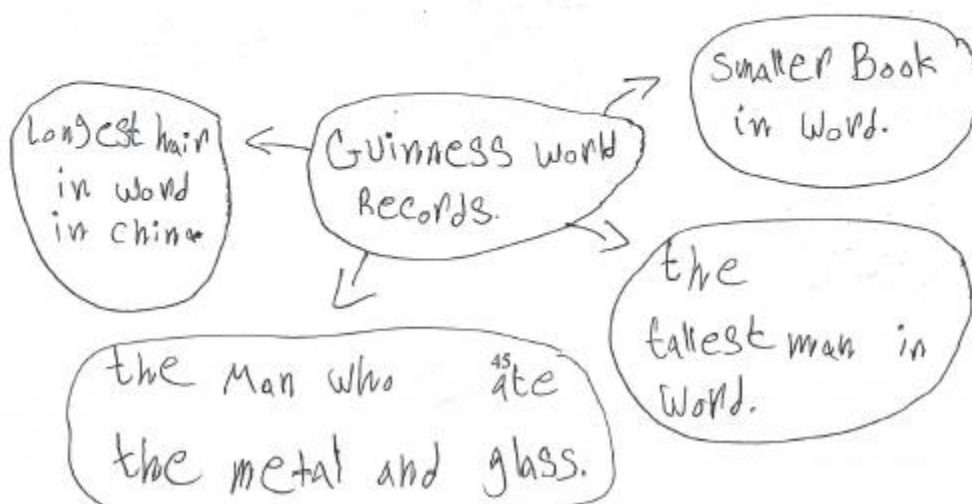 Guinness world
Records.
Smaller Book
in word.
Longest hair
in word
in china
the
tallest man in
word.
45
the Man who ate
the metal and glass.